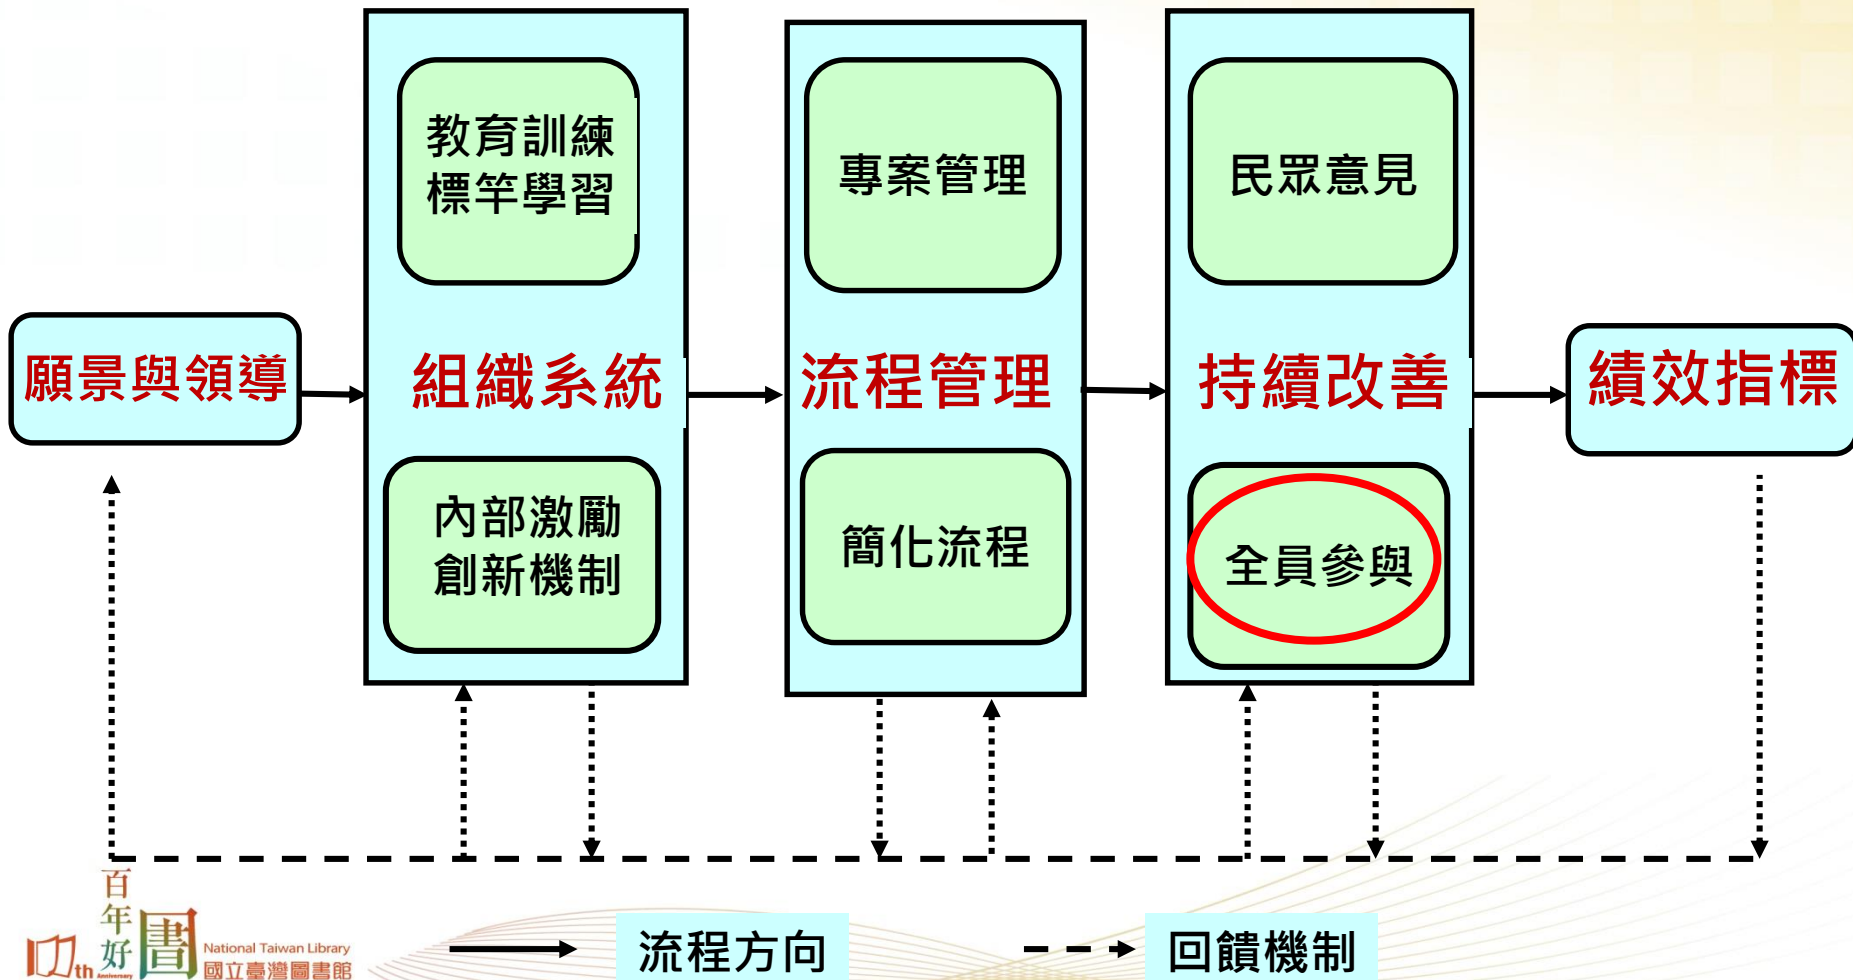 教育訓練
標竿學習
專案管理
民眾意見
願景與領導
組織系統
流程管理
持續改善
績效指標
內部激勵
創新機制
簡化流程
全員參與
百年好
圖書
th
Anniversary
National Taiwan Library
國立臺灣圖書館
流程方向
回饋機制